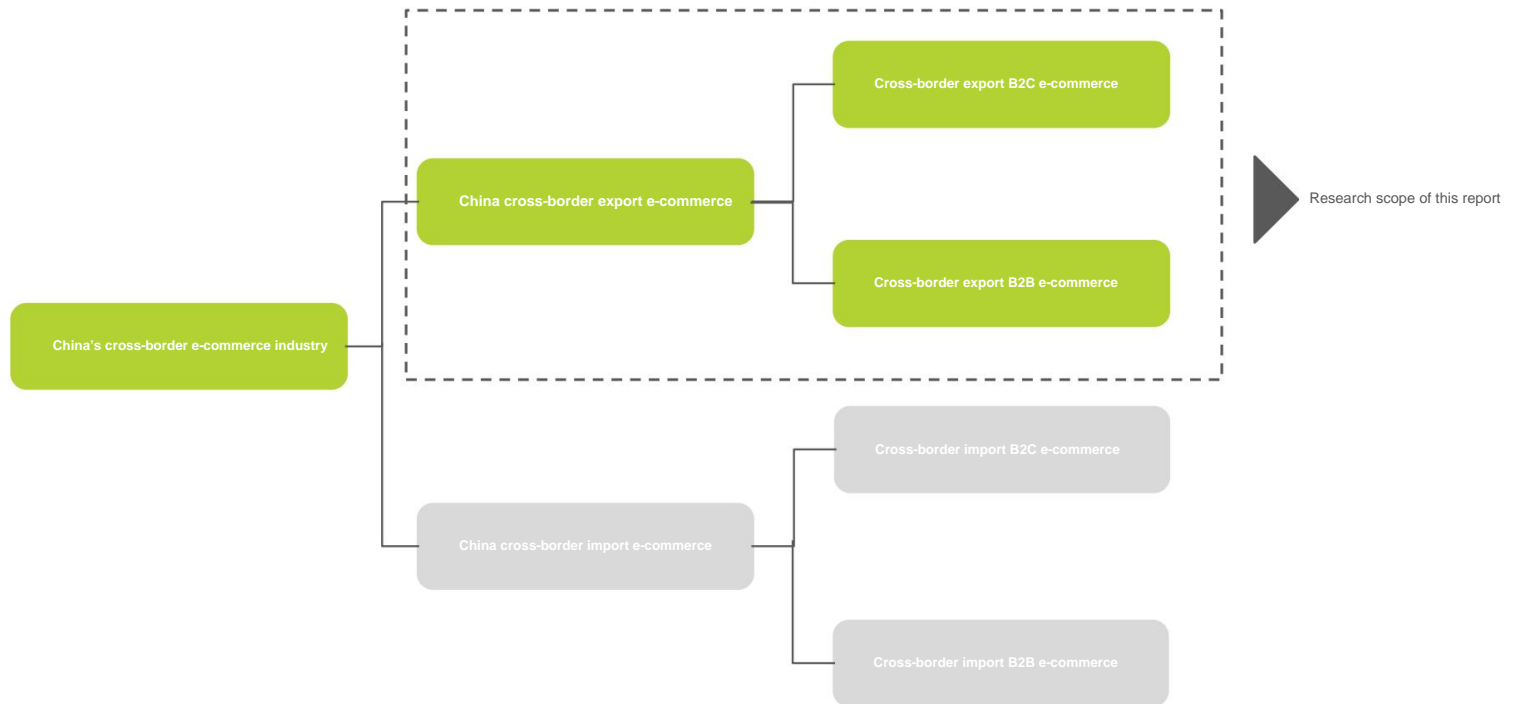 Cross-border export B2C e-commerce
China cross-border export e-commerce
Research scope of this report
Cross-border export B2B e-commerce
China's cross-border e-commerce industry
Cross-border import B2C e-commerce
China cross-border import e-commerce
Cross-border import B2B e-commerce